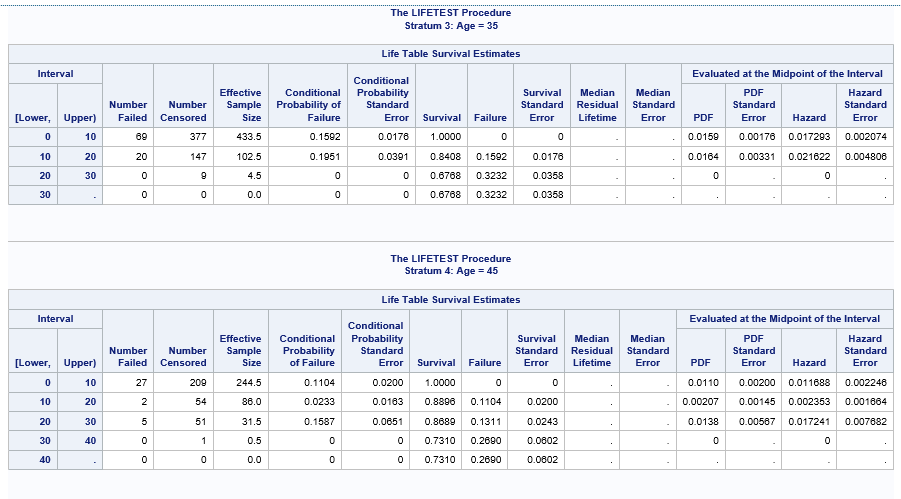 The LIFETEST Procedure
Stratum 3: Age = 35
Life Table Survival Estimates
Interval Evaluated at the Midpoint of the Interval
[Lower, Upper) Number Failed Number Censored Effective Sample Size Conditional Probability of Failure Conditional Probability Standard Error Survival Failure Survival Standard Error Median Residual Lifetime Median Standard Error PDF PDF Standard Error Hazard Hazard Standard Error
0 10 69 377 433.5 0.1592 0.0176 1.0000 0 0 . . 0.0159 0.00176 0.017293 0.002074
10 20 20 147 102.5 0.1951 0.0391 0.8408 0.1592 0.0176 . . 0.0164 0.00331 0.021622 0.004806
20 30 0 9 4.5 0 0 0.6768 0.3232 0.0358 . . 0 . 0 .
30 . 0 0 0.0 0 0 0.6768 0.3232 0.0358 . . . . . .
The LIFETEST Procedure
Stratum 4: Age = 45
Life Table Survival Estimates
Interval Evaluated at the Midpoint of the Interval
[Lower, Upper) Number Failed Number Censored Effective Sample Size Conditional Probability of Failure Conditional Probability Standard Error Survival Failure Survival Standard Error Median Residual Lifetime Median Standard Error PDF PDF Standard Error Hazard Hazard Standard Error
0 10 27 209 244.5 0.1104 0.0200 1.0000 0 0 . . 0.0110 0.00200 0.011688 0.002246
10 20 2 54 86.0 0.0233 0.0163 0.8896 0.1104 0.0200 . . 0.00207 0.00145 0.002353 0.001664
20 30 5 51 31.5 0.1587 0.0651 0.8689 0.1311 0.0243 . . 0.0138 0.00567 0.017241 0.007682
30 40 0 1 0.5 0 0 0.7310 0.2690 0.0602 . . 0 . 0 .
40 . 0 0 0.0 0 0 0.7310 0.2690 0.0602 . . . . . .